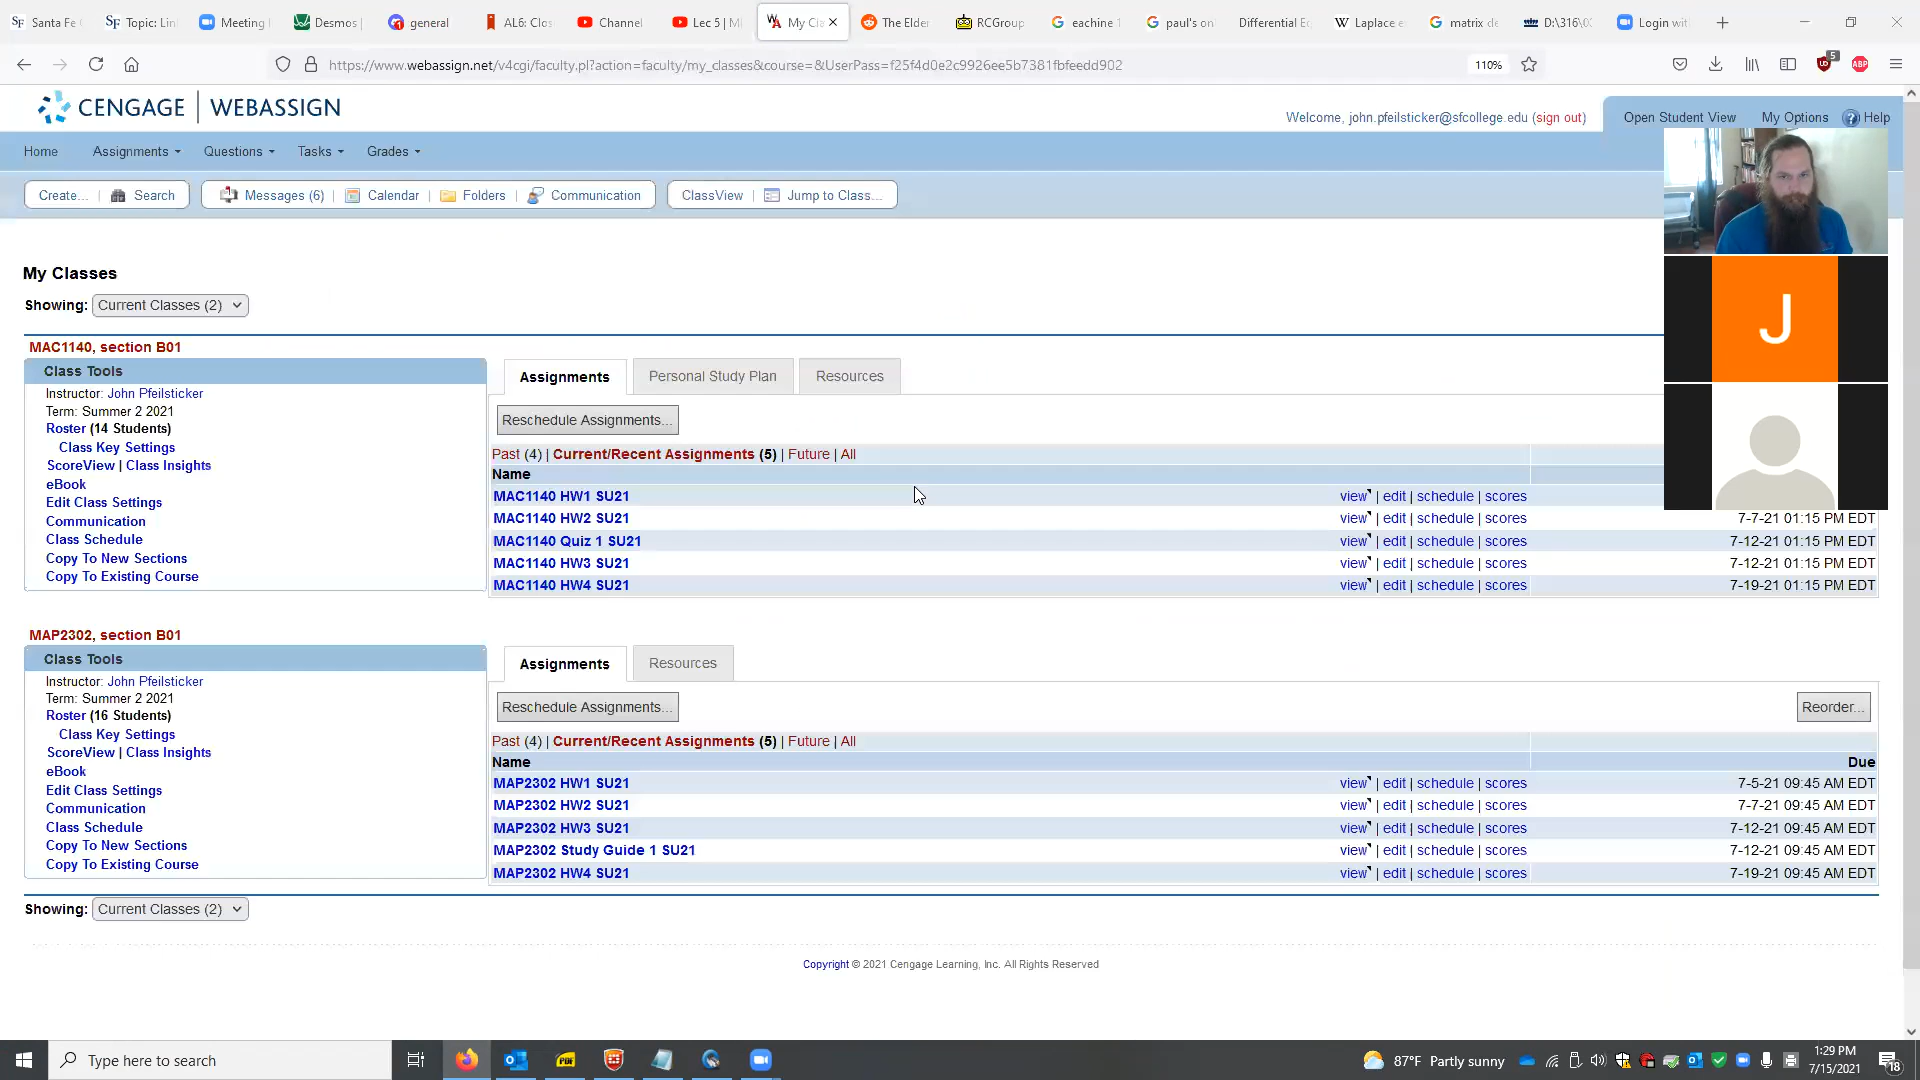 Santa Fe
Topic: Lin
Meeting
Desmos
general
AL6: Clos
Channel
Lec 5 | M
My Cla
The Elder
RCGroup
eachine 1
paul's on
Differential Eq
Laplace e
matrix de
D:\316\0
Login wit
https://www.webassign.net/v4cgi/faculty.pl?action=faculty/my_classes&course=&UserPass=f25f4d0e2c9926ee5b7381fbfeedd902
110%
5
ABP
CENGAGE | WEBASSIGN
Welcome, john.pfeilsticker@sfcollege.edu (sign out)
Open Student View My Options Help
Home Assignments Questions Tasks Grades
Create... Search Messages (6) Calendar Folders Communication ClassView Jump to Class...
My Classes
Showing: Current Classes (2)
J
MAC1140, section B01
Class Tools
Instructor: John Pfeilsticker
Term: Summer 2 2021
Roster (14 Students)
Class Key Settings
ScoreView | Class Insights
eBook
Edit Class Settings
Communication
Class Schedule
Copy To New Sections
Copy To Existing Course
Assignments Personal Study Plan Resources
Reschedule Assignments...
Past (4) | Current/Recent Assignments (5) | Future | All
Name
MAC1140 HW1 SU21 view | edit | schedule | scores
MAC1140 HW2 SU21 view | edit | schedule | scores 7-7-21 01:15 PM EDT
MAC1140 Quiz 1 SU21 view | edit | schedule | scores 7-12-21 01:15 PM EDT
MAC1140 HW3 SU21 view | edit | schedule | scores 7-12-21 01:15 PM EDT
MAC1140 HW4 SU21 view | edit | schedule | scores 7-19-21 01:15 PM EDT
MAP2302, section B01
Class Tools
Instructor: John Pfeilsticker
Term: Summer 2 2021
Roster (16 Students)
Class Key Settings
ScoreView | Class Insights
eBook
Edit Class Settings
Communication
Class Schedule
Copy To New Sections
Copy To Existing Course
Assignments Resources
Reschedule Assignments... Reorder...
Past (4) | Current/Recent Assignments (5) | Future | All
Name Due
MAP2302 HW1 SU21 view | edit | schedule | scores 7-5-21 09:45 AM EDT
MAP2302 HW2 SU21 view | edit | schedule | scores 7-7-21 09:45 AM EDT
MAP2302 HW3 SU21 view | edit | schedule | scores 7-12-21 09:45 AM EDT
MAP2302 Study Guide 1 SU21 view | edit | schedule | scores 7-12-21 09:45 AM EDT
MAP2302 HW4 SU21 view | edit | schedule | scores 7-19-21 09:45 AM EDT
Showing: Current Classes (2)
Copyright © 2021 Cengage Learning, Inc. All Rights Reserved
Type here to search
87°F Partly sunny
1:29 PM
7/15/2021
18